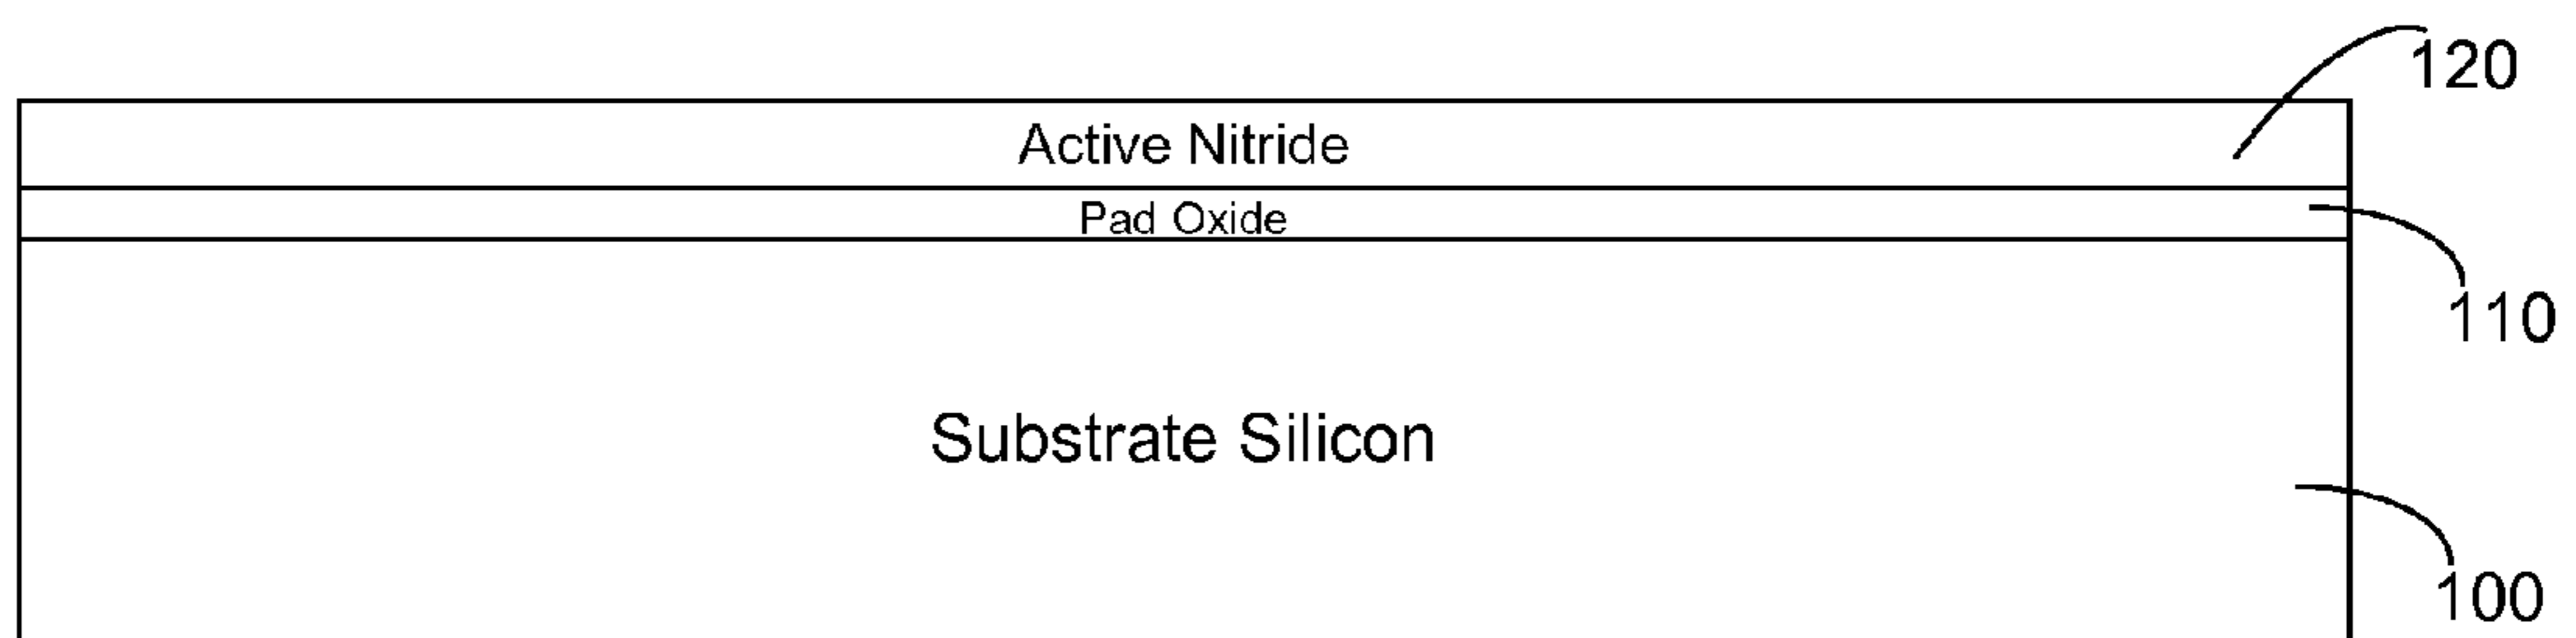 120
Active Nitride
Pad Oxide
110
Substrate Silicon
100